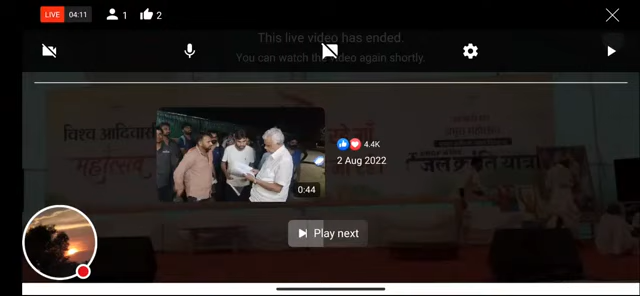 LIVE 04:11 1 2
This live video has ended.
You can watch the video again shortly.
विश्व आदिवासी
महोत्सव
जल क्रांति यात्रा
0:44
4.4K
2 Aug 2022
Play next